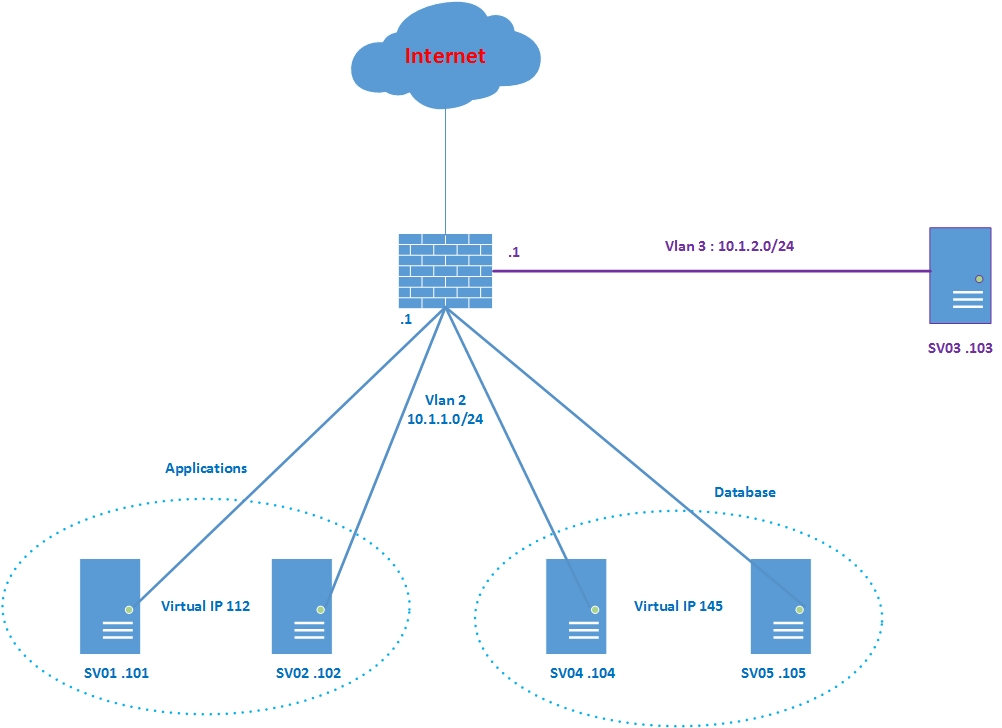 Internet
.1
Vlan 3 : 10.1.2.0/24
SV03 .103
.1
Vlan 2
10.1.1.0/24
Applications
Database
Virtual IP 112
Virtual IP 145
SV01 .101
SV02 .102
SV04 .104
SV05 .105